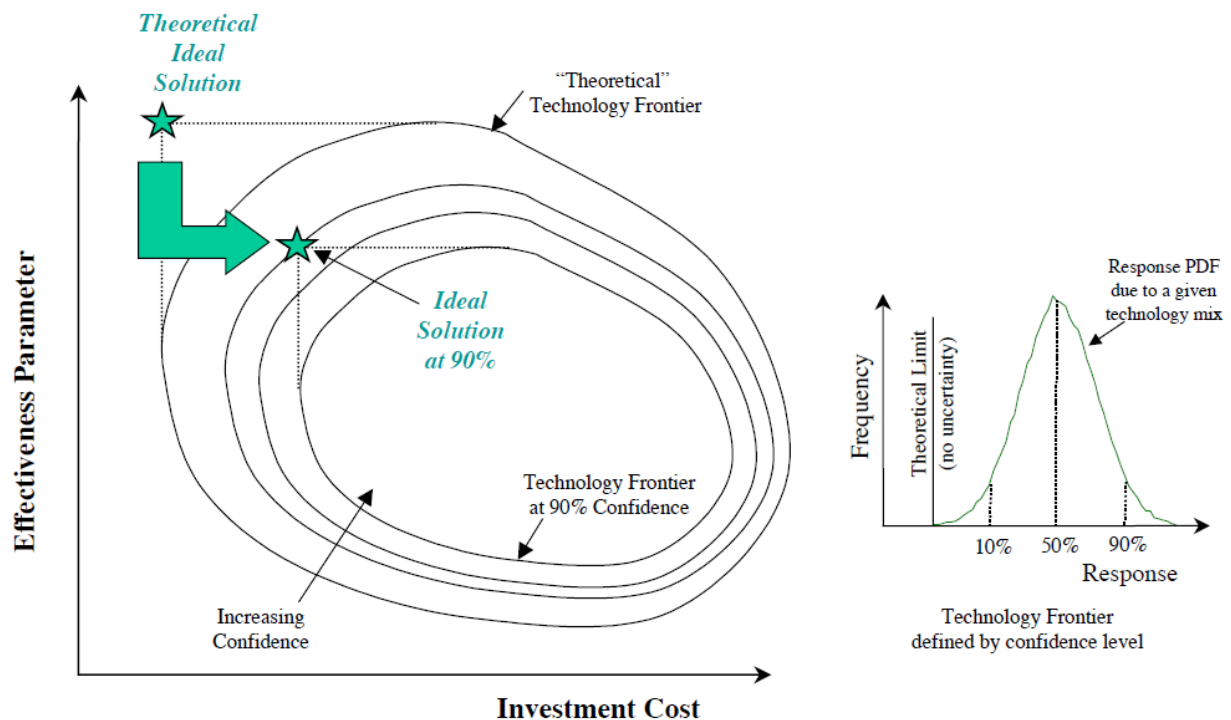 Theoretical
Ideal
Solution
“Theoretical”
Technology Frontier
Effectiveness Parameter
Ideal
Solution
at 90%
Technology Frontier
at 90% Confidence
Increasing
Confidence
Investment Cost
Response PDF
due to a given
technology mix
Frequency
Theoretical Limit
(no uncertainty)
10%
50%
90%
Response
Technology Frontier
defined by confidence level